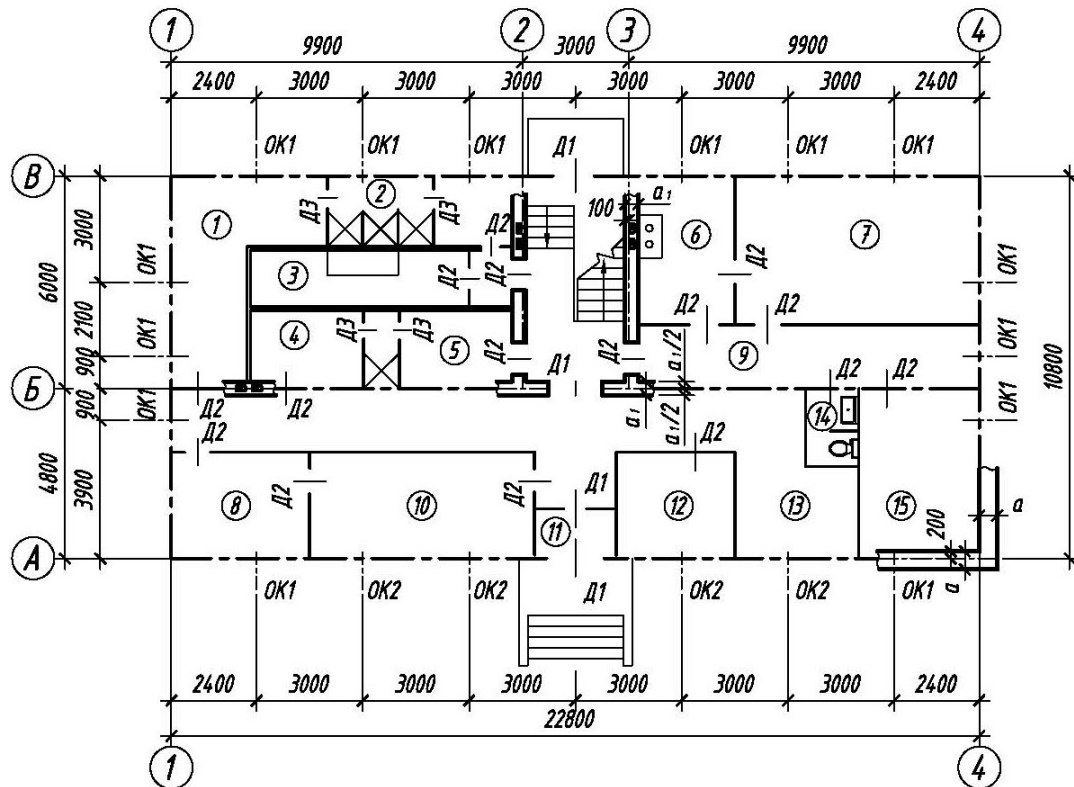 1 2 3 4
9900 3000 9900
2400 3000 3000 3000 3000 3000 3000 2400
ОК1 ОК1 ОК1 Д1 ОК1 ОК1 ОК1
В
1 2 Д3 Д3 Д2 100 а₁ 6 7
3000
ОК1 6000 3 Д2 Д2 Д2 ОК1
2100
4 Д3 Д3 5 Д2 Д2 Д2 Д2 9
ОК1 900 Д1 а₁/2 ОК1 10800
Б
900 ОК1 Д2 Д2 а₁ а₁/2 Д2 Д2 14 ОК1
Д2 Д2
4800 3900
8 Д2 10 Д2 Д1 11 12 13 15 200 а
А
ОК1 ОК2 ОК2 Д1 ОК2 ОК2 ОК1 а
2400 3000 3000 3000 3000 3000 3000 2400
22800
1 4